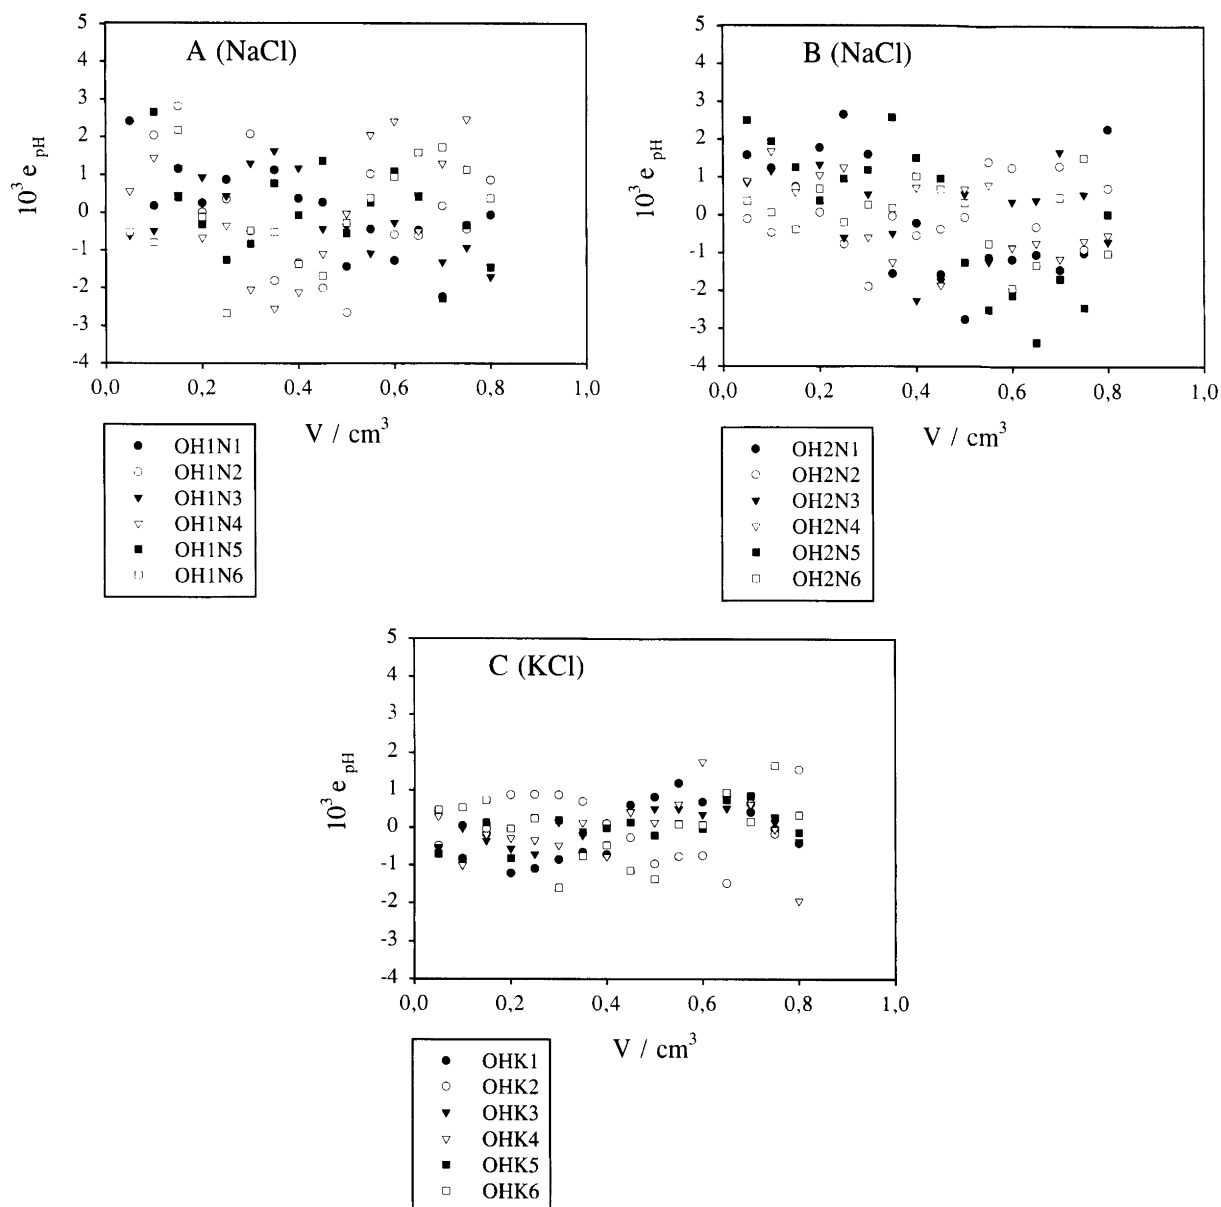 A (NaCl)
10³ e pH
5
4
3
2
1
0
-1
-2
-3
-4
0,0 0,2 0,4 0,6 0,8 1,0
V / cm³
OH1N1
OH1N2
OH1N3
OH1N4
OH1N5
OH1N6
B (NaCl)
10³ e pH
5
4
3
2
1
0
-1
-2
-3
-4
0,0 0,2 0,4 0,6 0,8 1,0
V / cm³
OH2N1
OH2N2
OH2N3
OH2N4
OH2N5
OH2N6
C (KCl)
10³ e pH
5
4
3
2
1
0
-1
-2
-3
-4
0,0 0,2 0,4 0,6 0,8 1,0
V / cm³
OHK1
OHK2
OHK3
OHK4
OHK5
OHK6